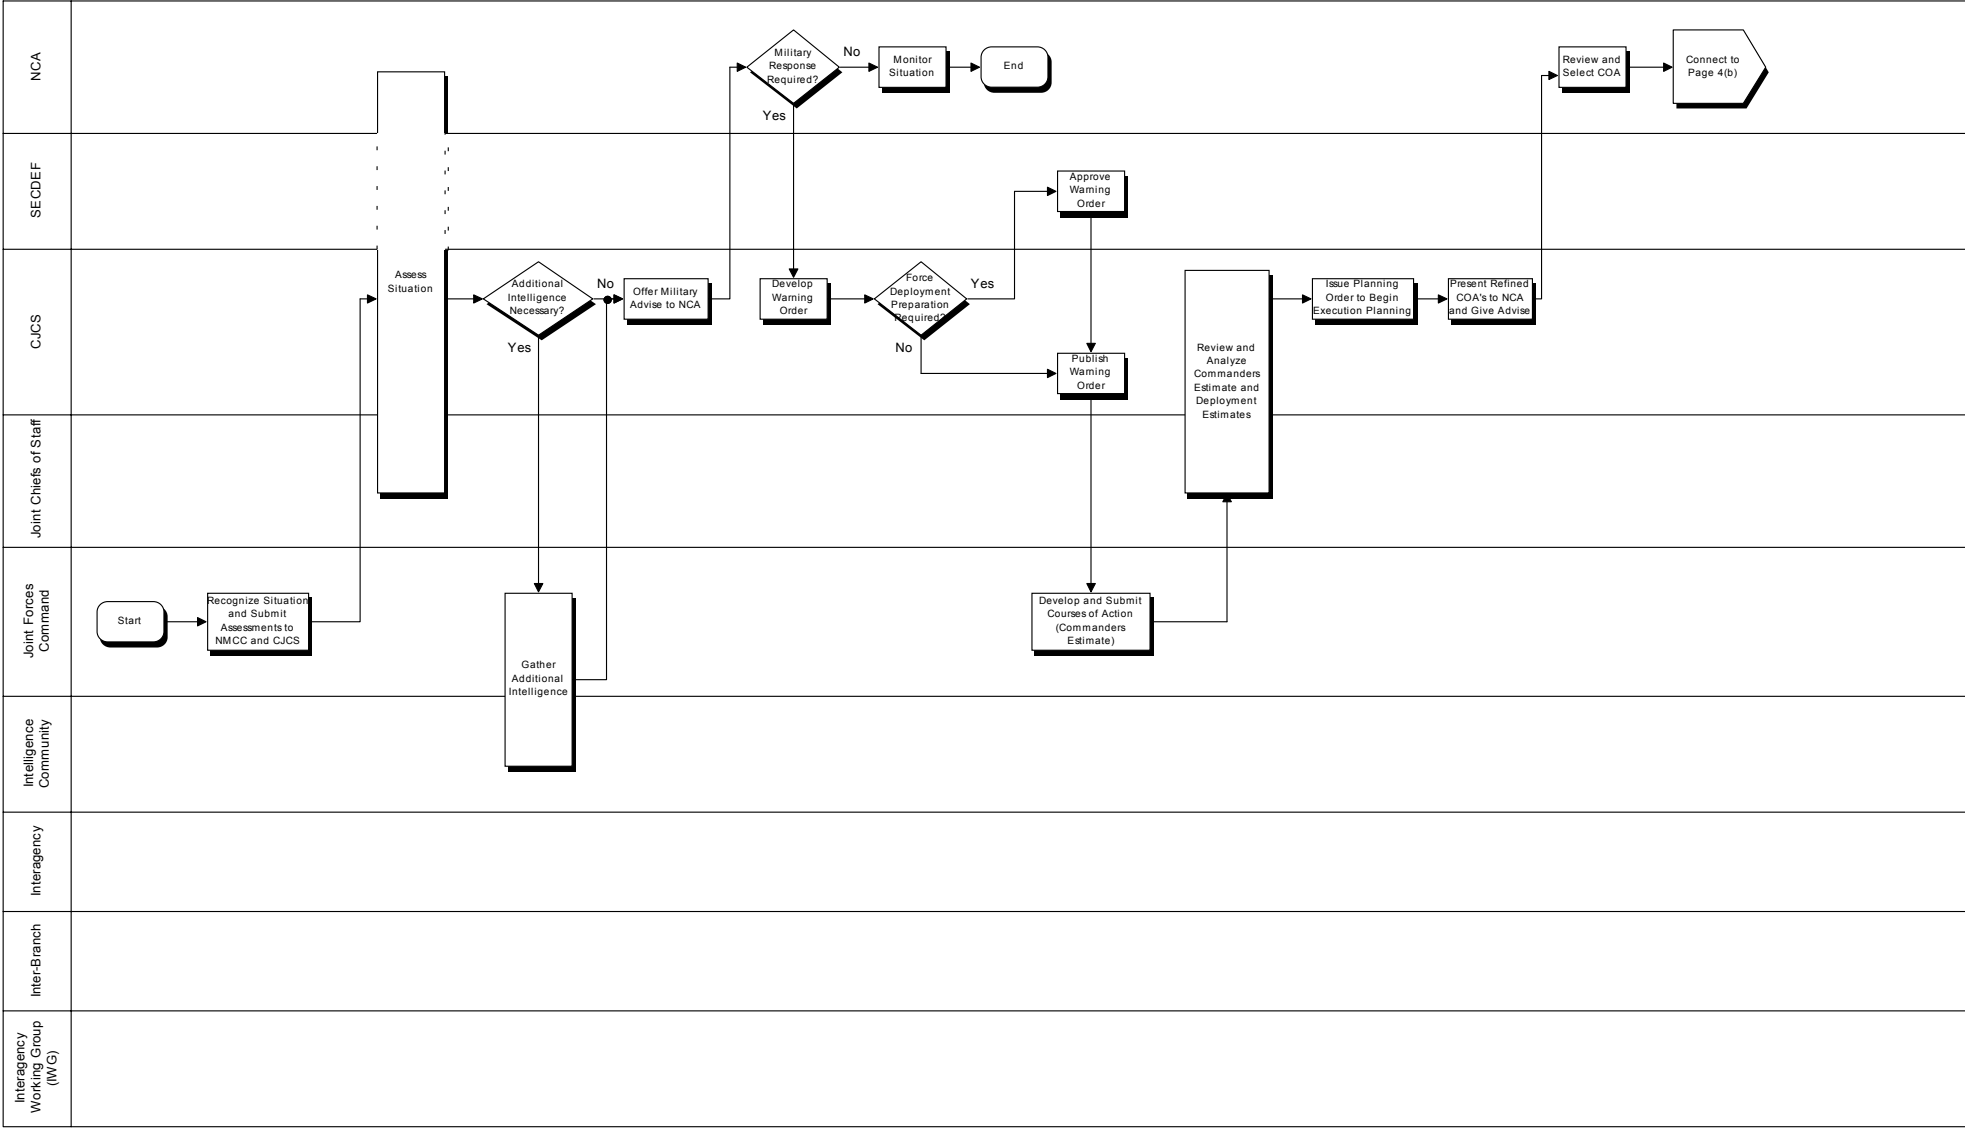 NCA
Military
Response
Required?
No
Yes
Monitor
Situation
End
Review and
Select COA
Connect to
Page 4(b)
SECDEF
Approve
Warning
Order
CJCS
Assess
Situation
Additional
Intelligence
Necessary?
No
Yes
Offer Military
Advise to NCA
Develop
Warning
Order
Force
Deployment
Preparation
Required?
Yes
No
Publish
Warning
Order
Review and
Analyze
Commanders
Estimate and
Deployment
Estimates
Issue Planning
Order to Begin
Execution Planning
Present Refined
COA's to NCA
and Give Advise
Joint Chiefs of Staff
Joint Forces
Command
Start
Recognize Situation
and Submit
Assessments to
NMCC and CJCS
Gather
Additional
Intelligence
Develop and Submit
Courses of Action
(Commanders
Estimate)
Intelligence
Community
Interagency
Inter-Branch
Interagency
Working Group
(IWG)